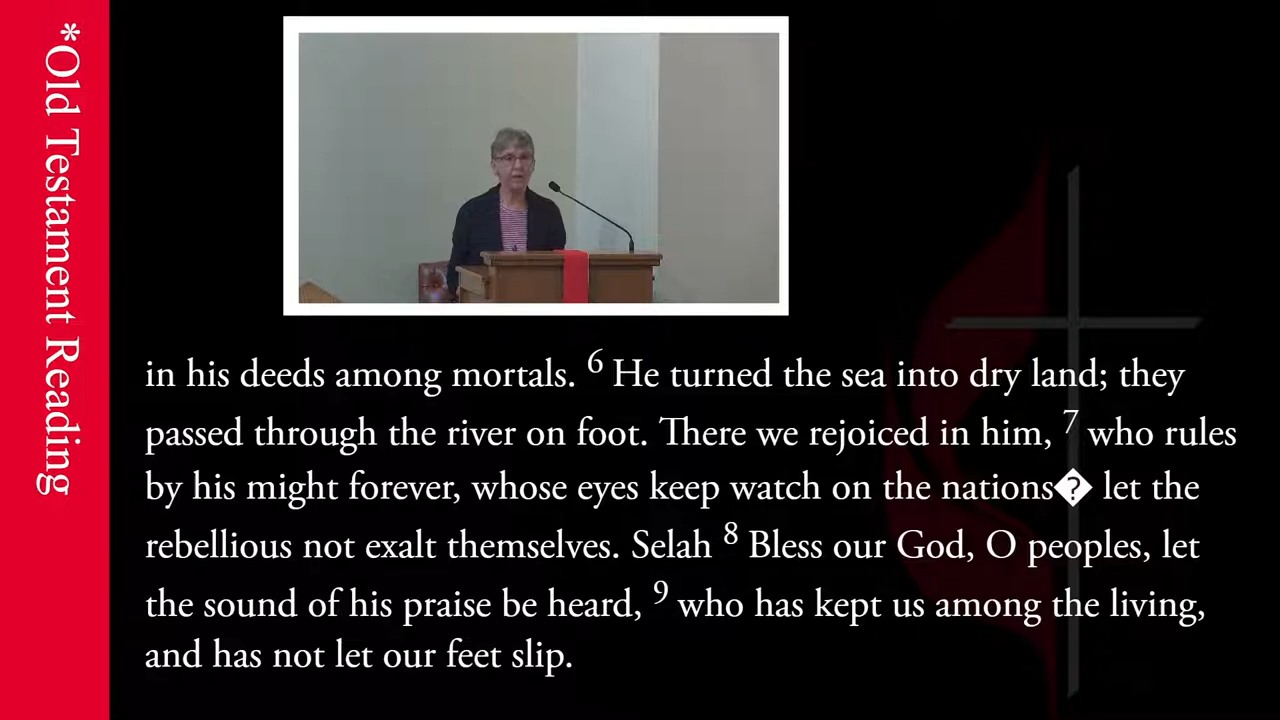 *Old Testament Reading
in his deeds among mortals. 6 He turned the sea into dry land; they
passed through the river on foot. There we rejoiced in him, 7 who rules
by his might forever, whose eyes keep watch on the nations� let the
rebellious not exalt themselves. Selah 8 Bless our God, O peoples, let
the sound of his praise be heard, 9 who has kept us among the living,
and has not let our feet slip.